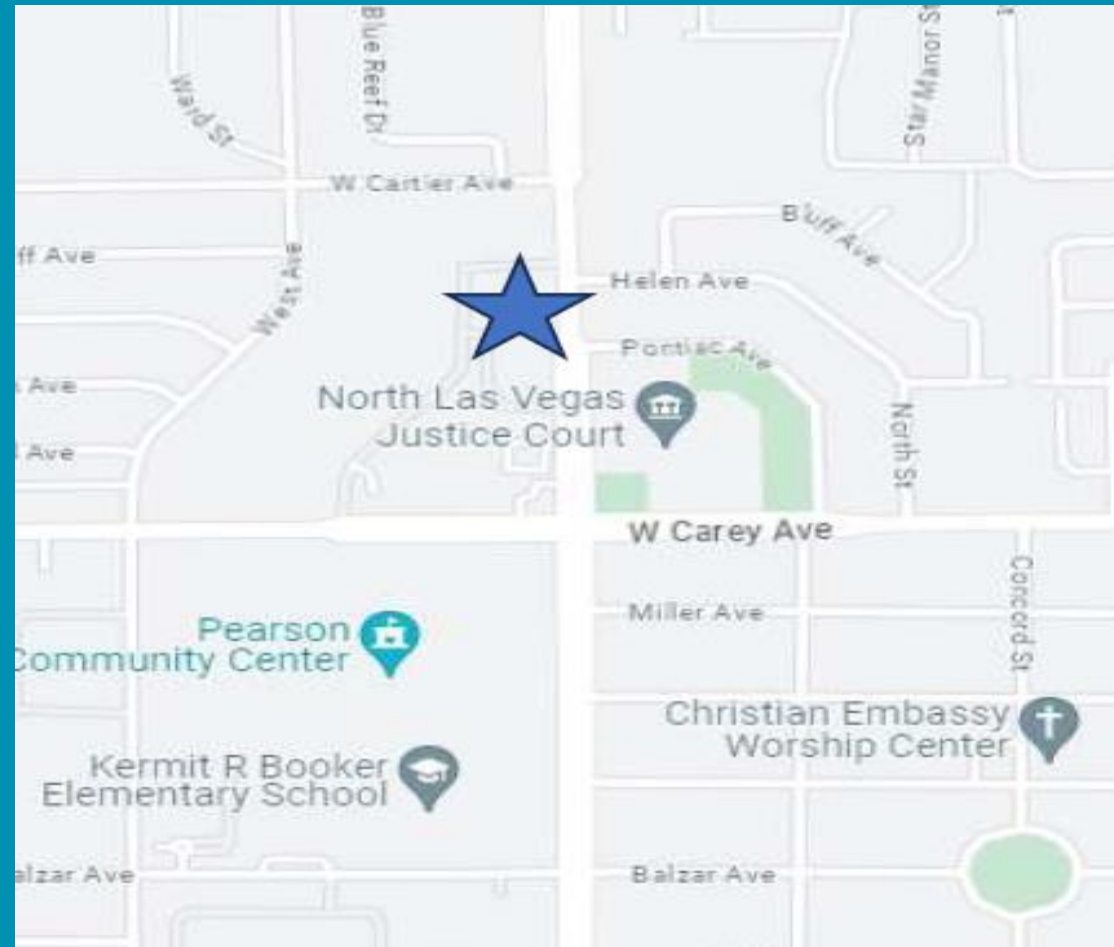 Blue Reef Dr
Star Manor St
Ward St
W Cartier Ave
Bluff Ave
ff Ave
West Ave
Helen Ave
Pontiac Ave
Ave
North Las Vegas
Justice Court
North St
Ave
W Carey Ave
Concord St
Miller Ave
Pearson
Community Center
Christian Embassy
Worship Center
Kermit R Booker
Elementary School
alzar Ave
Balzar Ave